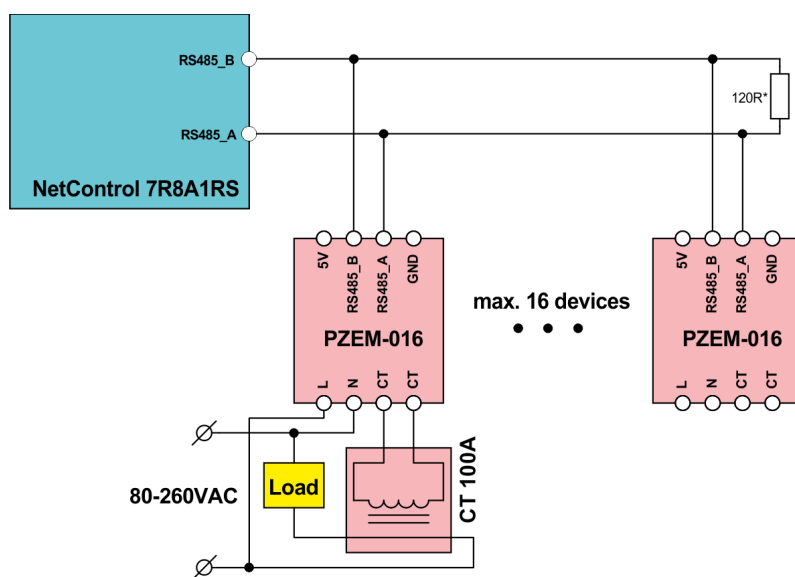 RS485_B
RS485_A
NetControl 7R8A1RS
120R*
5V
RS485_B
RS485_A
GND
PZEM-016
L
N
CT
CT
max. 16 devices
5V
RS485_B
RS485_A
GND
PZEM-016
L
N
CT
CT
80-260VAC
Load
CT 100A